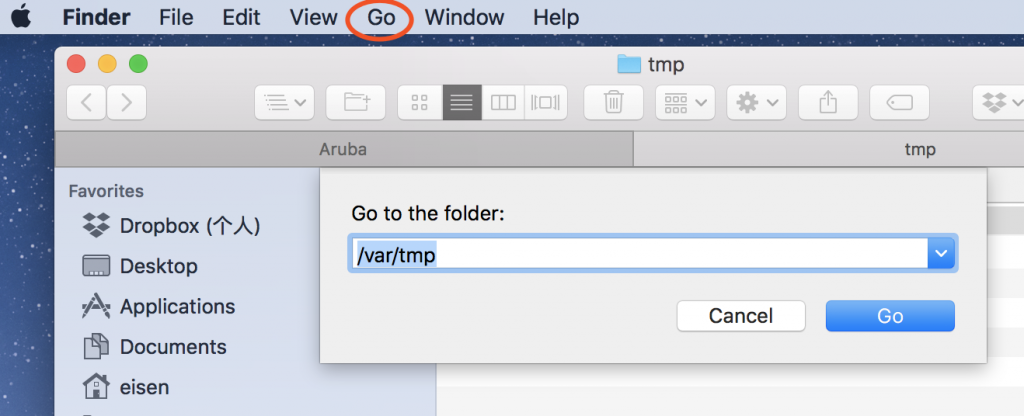 Finder File Edit View Go Window Help
tmp
Aruba tmp
Favorites
Dropbox (个人)
Desktop
Applications
Documents
eisen
Go to the folder:
/var/tmp
Cancel Go